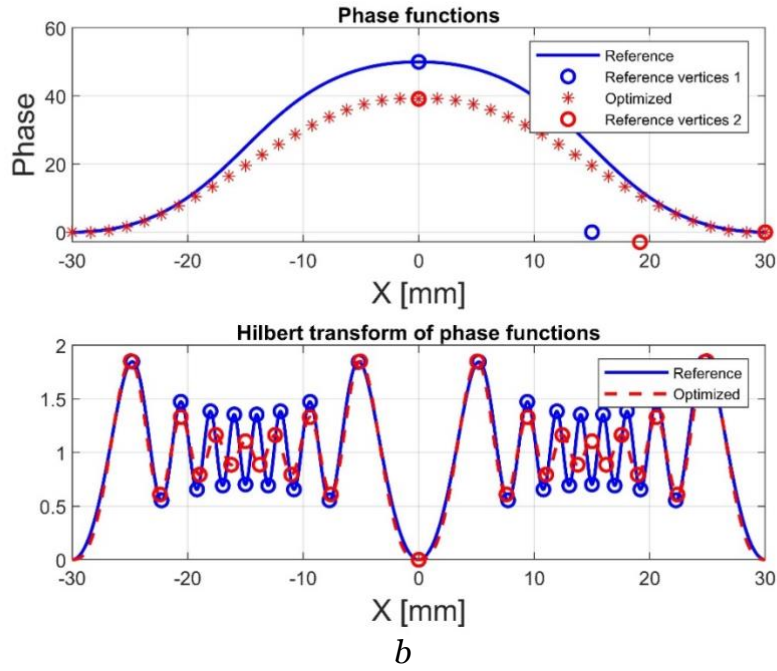 Phase functions
60
40
20
0
Phase
Reference
Reference vertices 1
Optimized
Reference vertices 2
-30 -20 -10 0 10 20 30
X [mm]
Hilbert transform of phase functions
2
1.5
1
0.5
0
Reference
Optimized
-30 -20 -10 0 10 20 30
X [mm]
b